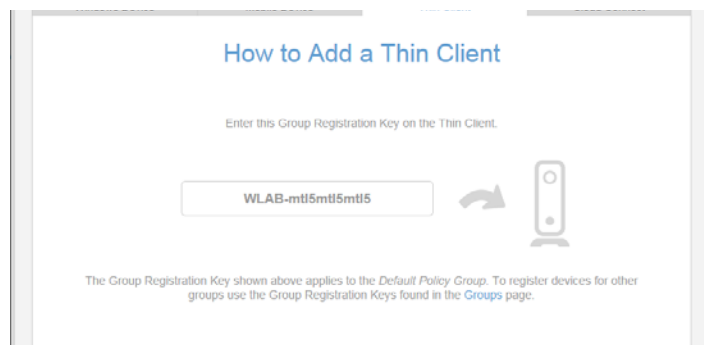 How to Add a Thin Client
Enter this Group Registration Key on the Thin Client.
WLAB-mtl5mtl5mtl5
The Group Registration Key shown above applies to the Default Policy Group. To register devices for other
groups use the Group Registration Keys found in the Groups page.